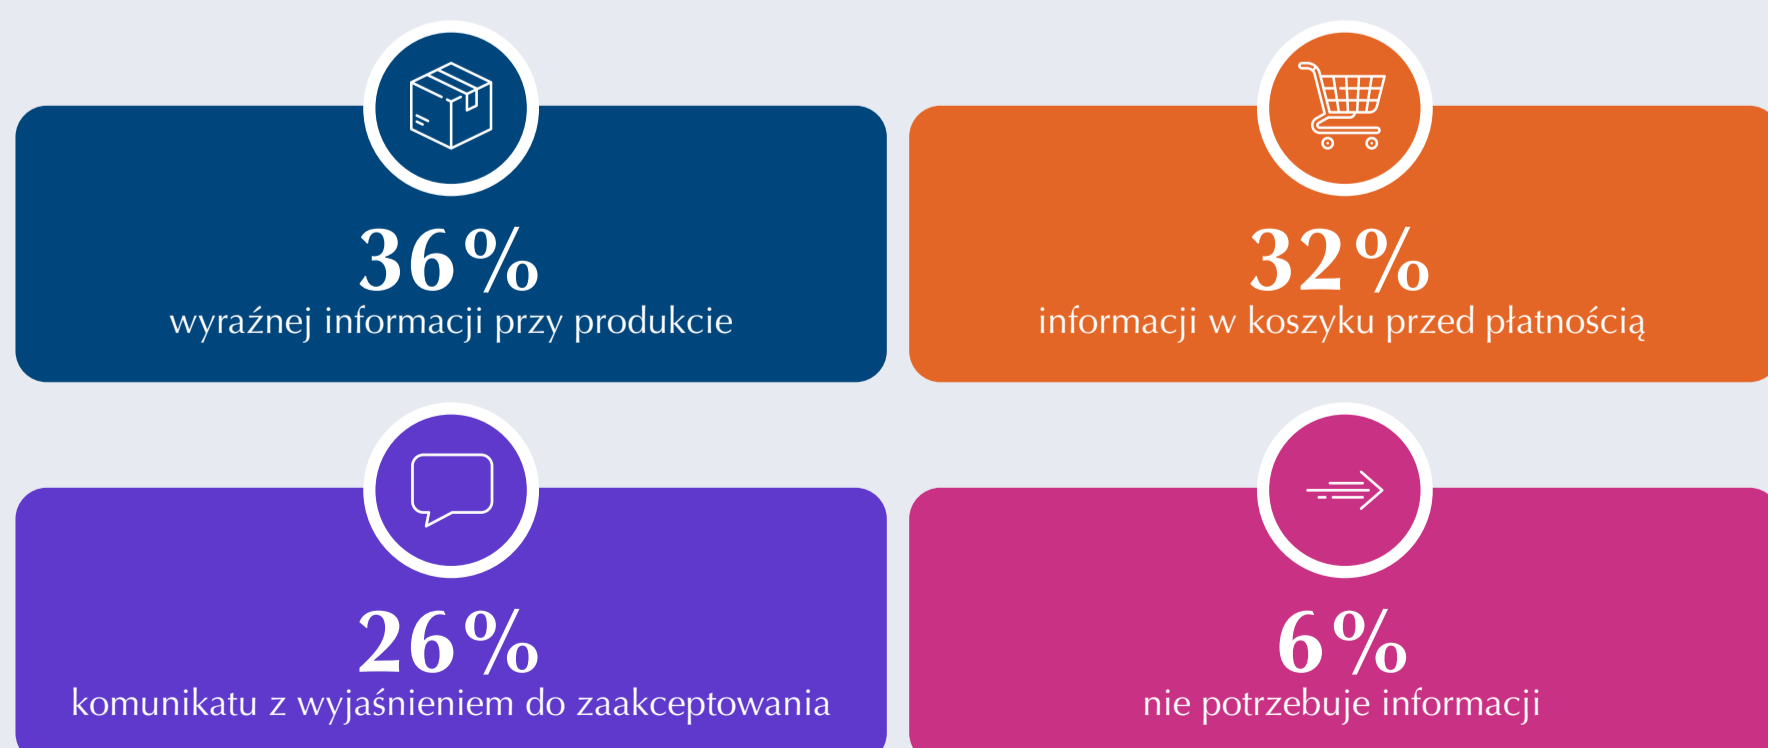 36%
wyraźnej informacji przy produkcie
32%
informacji w koszyku przed płatnością
26%
komunikatu z wyjaśnieniem do zaakceptowania
6%
nie potrzebuje informacji